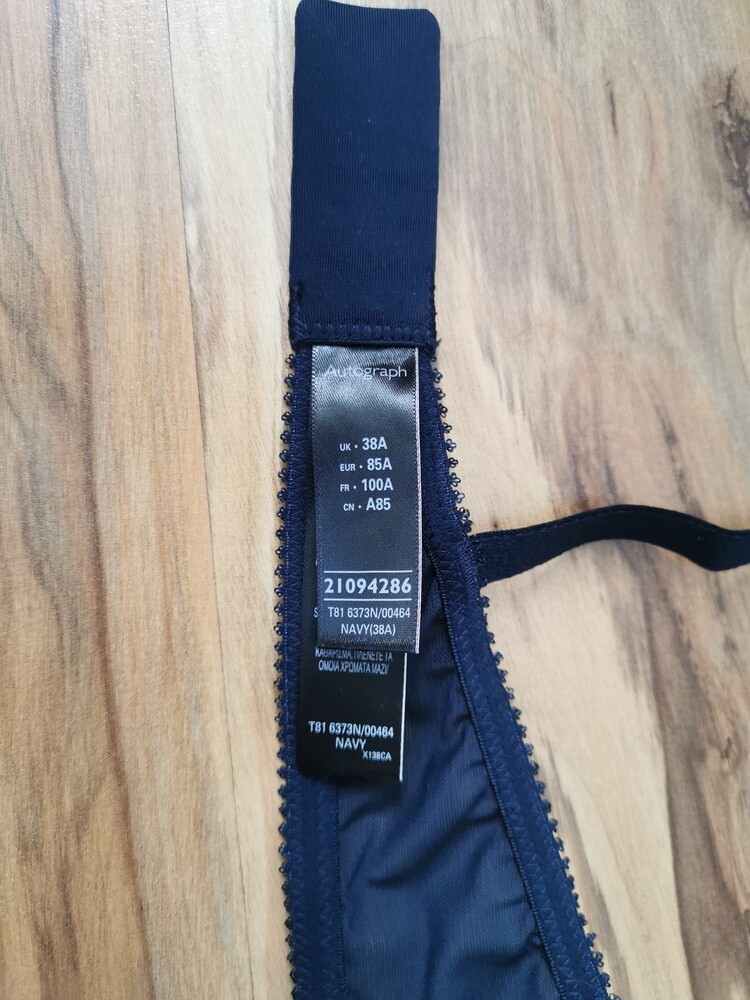 Autograph
UK • 38A
EUR • 85A
FR • 100A
CN • A85
21094286
S T81 6373N/00464
NAVY(38A)
ΚΑΘΑΡΙΣΜΑ, ΠΛΕΝΕΤΕ ΤΑ
ΟΜΟΙΑ ΧΡΩΜΑΤΑ ΜΑΖΙ/
T81 6373N/00464
NAVY
X138CA